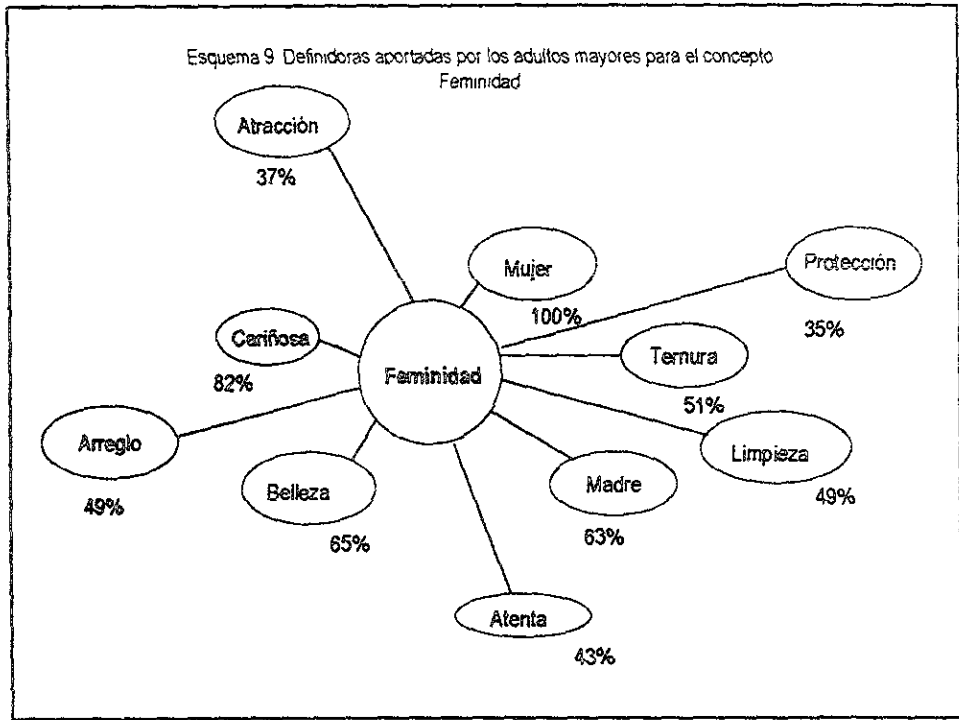 Esquema 9 Definidoras aportadas por los adultos mayores para el concepto
Feminidad
Atracción
37%
Mujer
100%
Protección
35%
Cariñosa
82%
Feminidad
Ternura
51%
Arreglo
49%
Belleza
65%
Madre
63%
Limpieza
49%
Atenta
43%